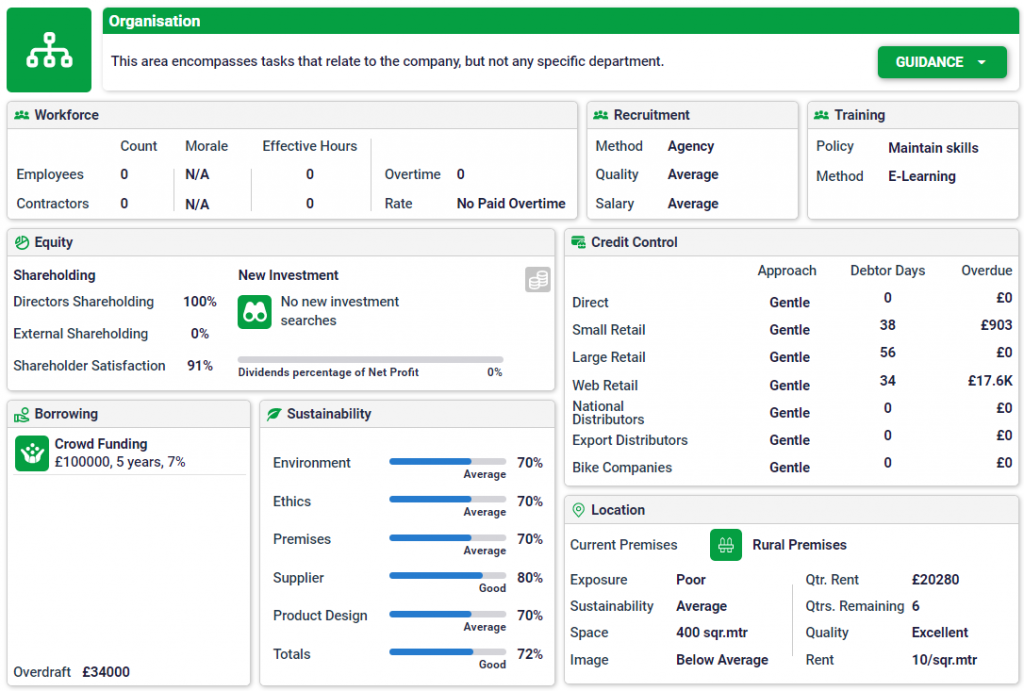 Organisation
This area encompasses tasks that relate to the company, but not any specific department.
GUIDANCE
Workforce
Count Morale Effective Hours
Employees 0 N/A 0 Overtime 0
Contractors 0 N/A 0 Rate No Paid Overtime
Recruitment
Method Agency
Quality Average
Salary Average
Training
Policy Maintain skills
Method E-Learning
Equity
Shareholding
Directors Shareholding 100%
External Shareholding 0%
Shareholder Satisfaction 91%
New Investment
No new investment
searches
Dividends percentage of Net Profit 0%
Credit Control
Approach Debtor Days Overdue
Direct Gentle 0 £0
Small Retail Gentle 38 £903
Large Retail Gentle 56 £0
Web Retail Gentle 34 £17.6K
National
Distributors Gentle 0 £0
Export Distributors Gentle 0 £0
Bike Companies Gentle 0 £0
Borrowing
Crowd Funding
£100000, 5 years, 7%
Overdraft £34000
Sustainability
Environment 70%
Average
Ethics 70%
Average
Premises 70%
Average
Supplier 80%
Good
Product Design 70%
Average
Totals 72%
Good
Location
Current Premises Rural Premises
Exposure Poor Qtr. Rent £20280
Sustainability Average Qtrs. Remaining 6
Space 400 sqr.mtr Quality Excellent
Image Below Average Rent 10/sqr.mtr